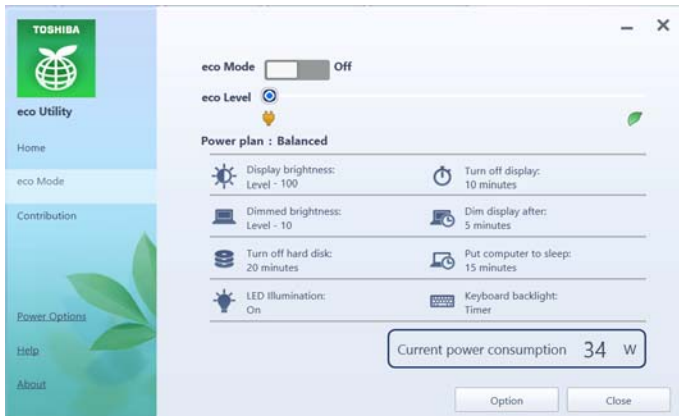 TOSHIBA
eco Utility
Home
eco Mode
Contribution
Power Options
Help
About
eco Mode Off
eco Level
Power plan : Balanced
Display brightness:
Level - 100
Turn off display:
10 minutes
Dimmed brightness:
Level - 10
Dim display after:
5 minutes
Turn off hard disk:
20 minutes
Put computer to sleep:
15 minutes
LED Illumination:
On
Keyboard backlight:
Timer
Current power consumption 34 W
Option
Close